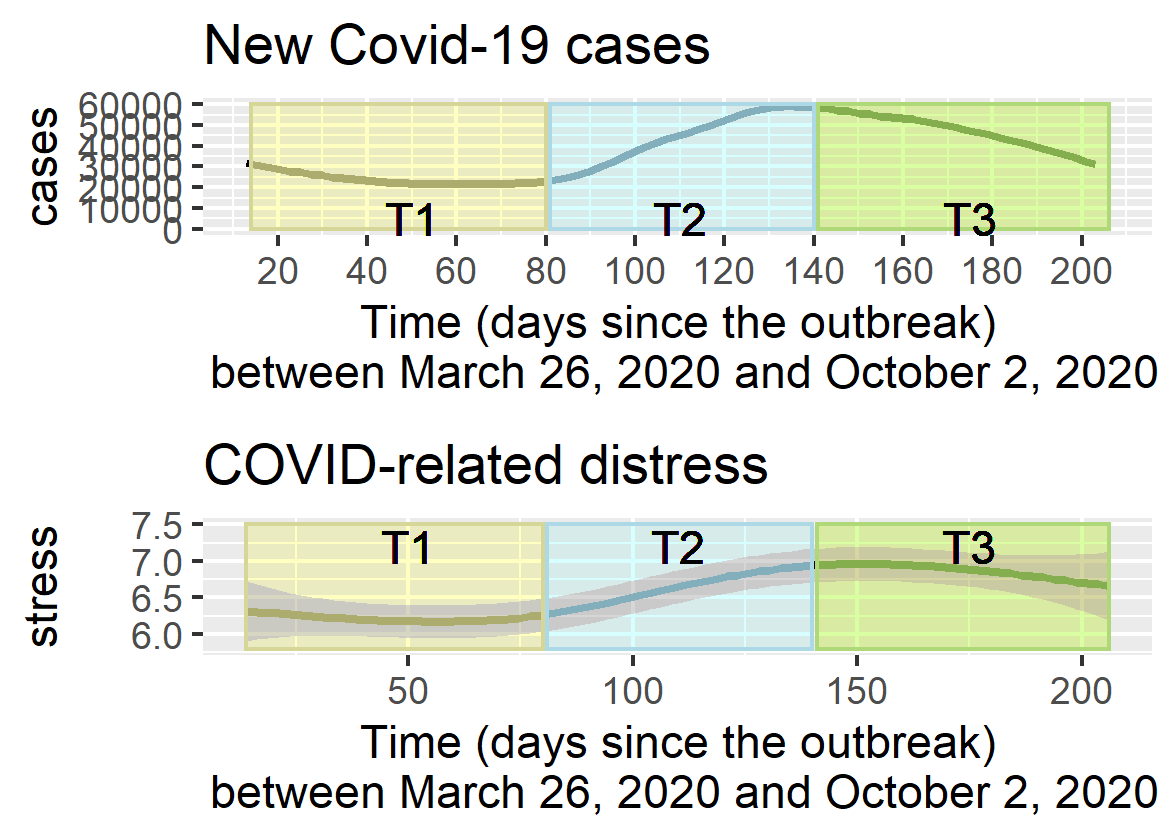 New Covid-19 cases
cases
60000
50000
40000
30000
20000
10000
0
T1 T2 T3
20 40 60 80 100 120 140 160 180 200
Time (days since the outbreak)
between March 26, 2020 and October 2, 2020
COVID-related distress
stress
7.5
7.0
6.5
6.0
T1 T2 T3
50 100 150 200
Time (days since the outbreak)
between March 26, 2020 and October 2, 2020